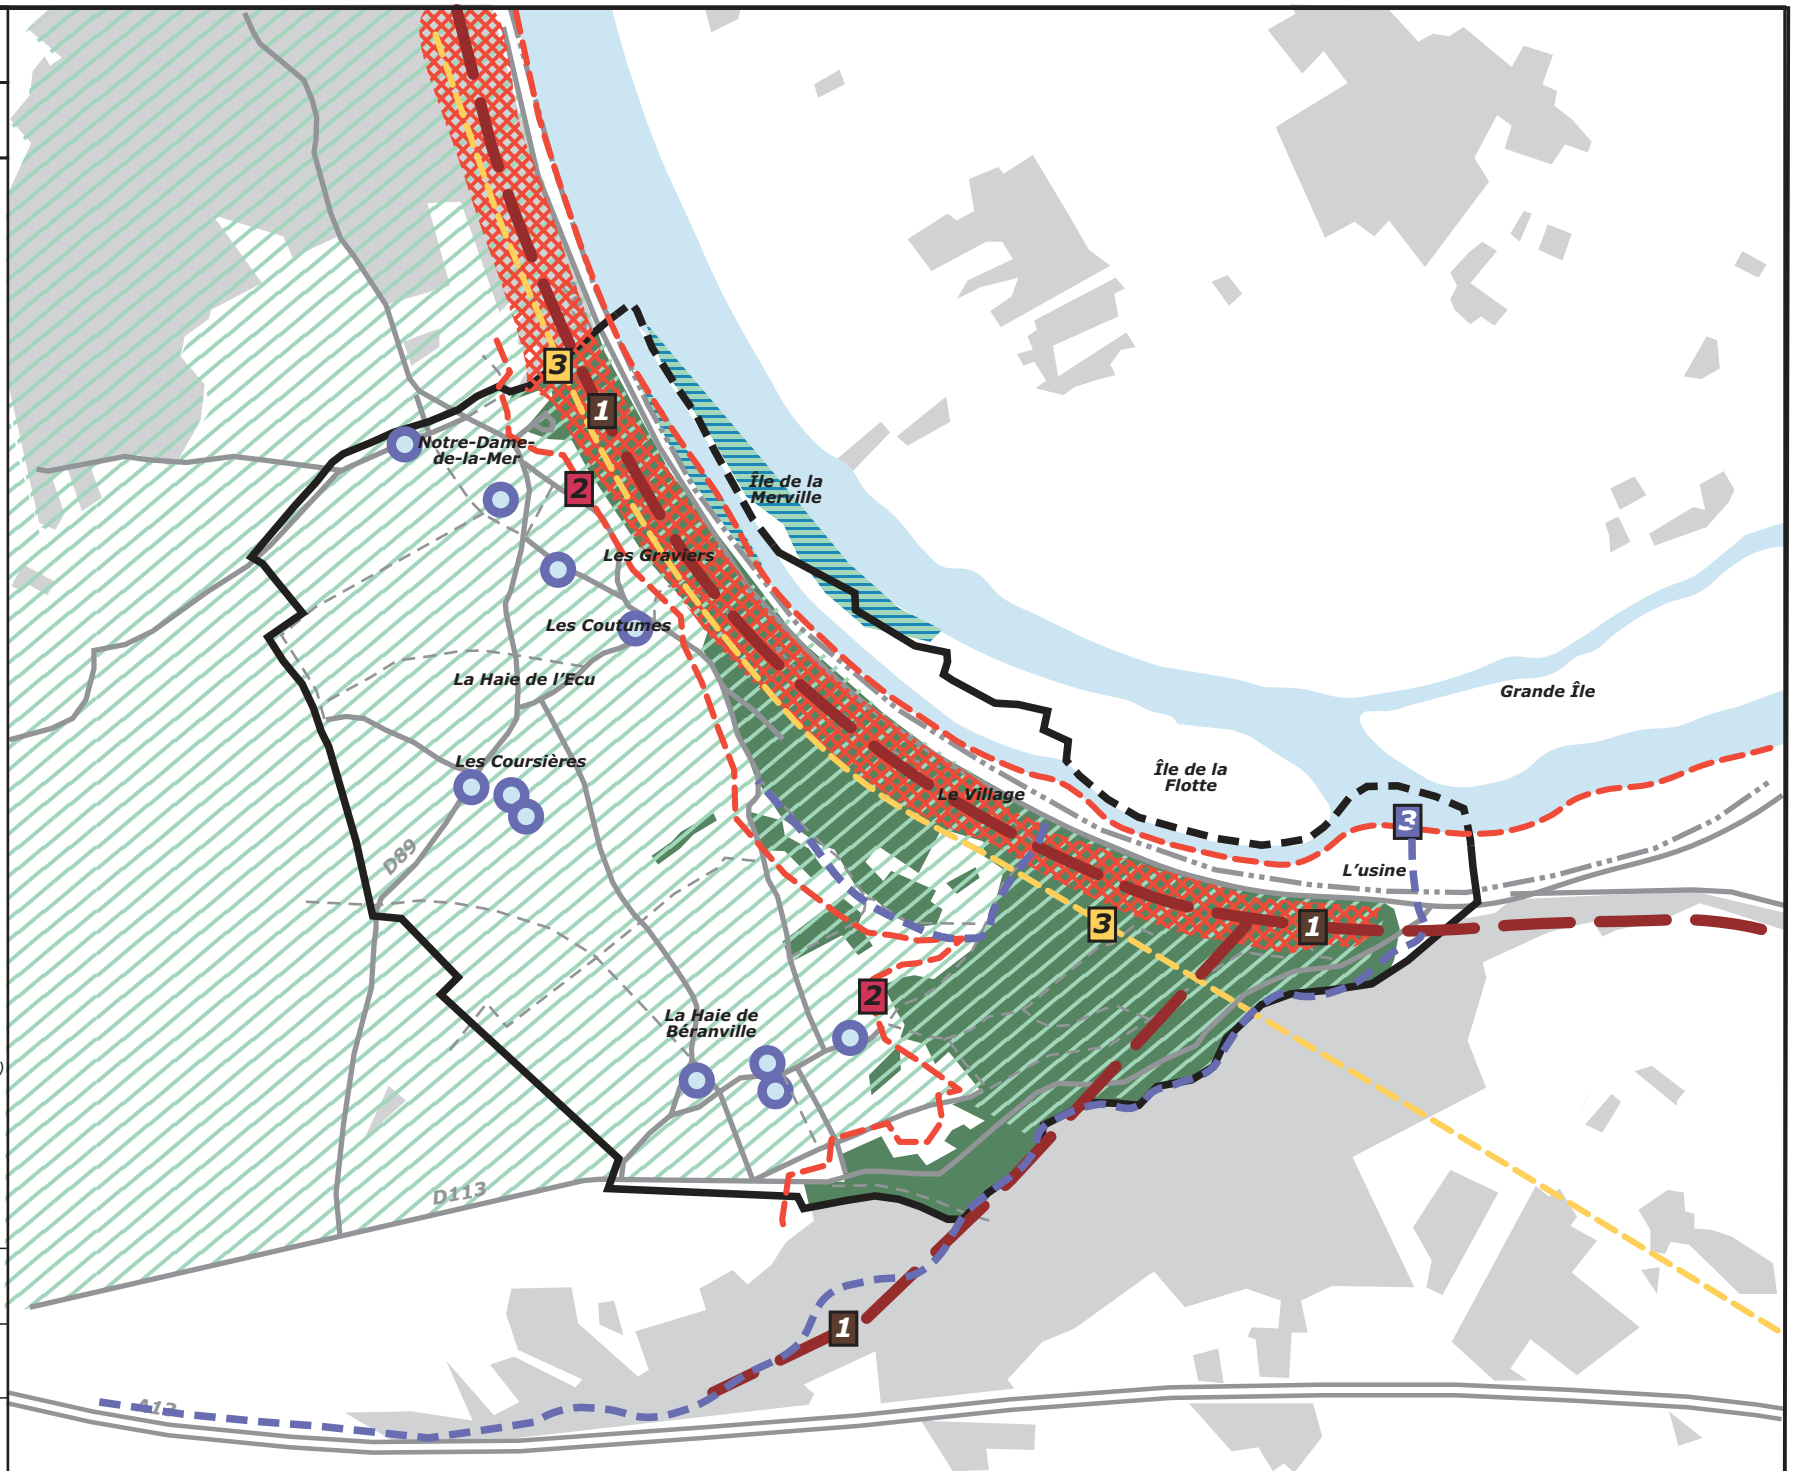 3
1
Notre-Dame-
de-la-Mer
2
Île de la
Merville
Les Graviers
Les Coutumes
La Haie de l’Ecu
Grande Île
Les Coursières
Île de la
Flotte
Le Village
3
L’usine
D89
3
1
2
La Haie de
Béranville
)
D113
1
A13